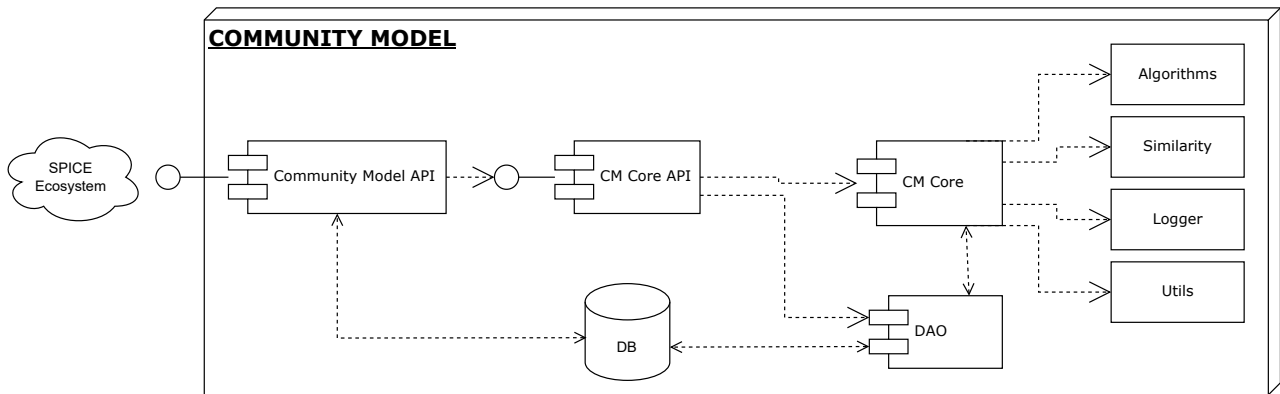 COMMUNITY MODEL
Algorithms
SPICE
Ecosystem
Community Model API
CM Core API
CM Core
Similarity
Logger
Utils
DB
DAO